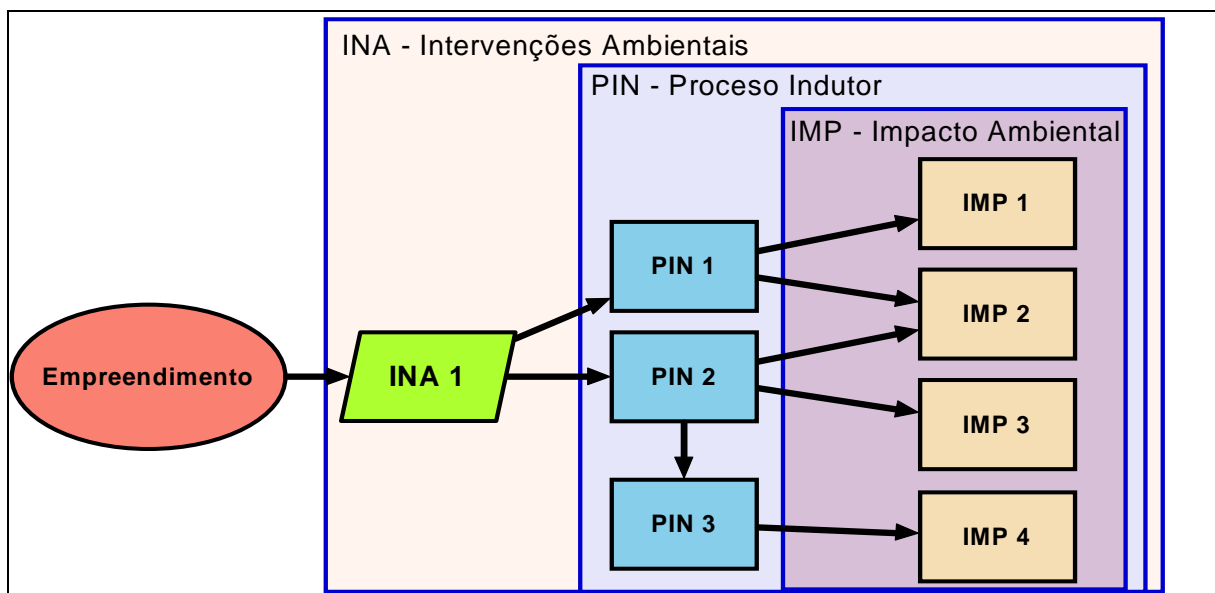 INA - Intervenções Ambientais
PIN - Proceso Indutor
IMP - Impacto Ambiental
IMP 1
PIN 1
IMP 2
Empreendimento
INA 1
PIN 2
IMP 3
PIN 3
IMP 4